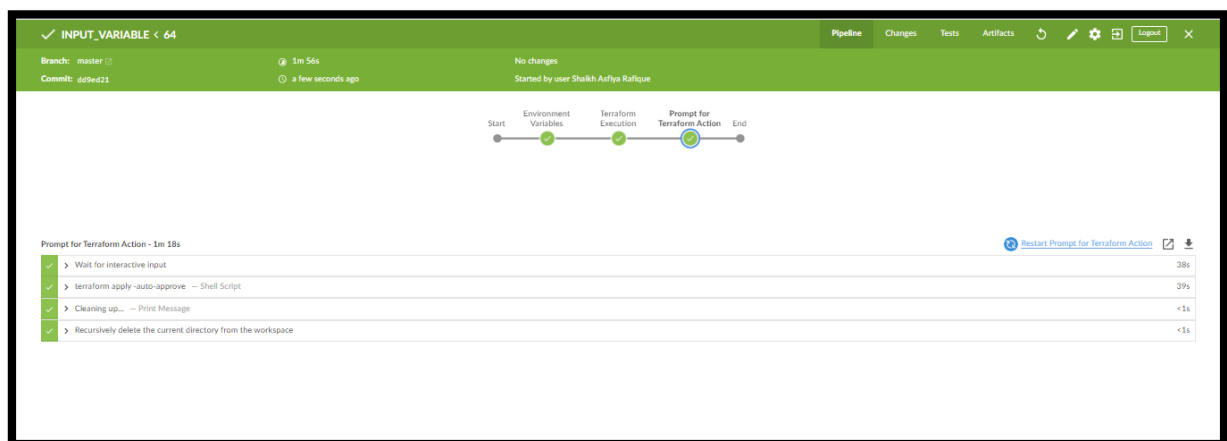 INPUT_VARIABLE < 64
Pipeline Changes Tests Artifacts Logout
Branch: master 1m 56s No changes
Commit: dd9ed21 a few seconds ago Started by user Shaikh Asfiya Rafique
Start Environment Variables Terraform Execution Prompt for Terraform Action End
Prompt for Terraform Action - 1m 18s Restart Prompt for Terraform Action
Wait for interactive input 38s
terraform apply -auto-approve — Shell Script 39s
Cleaning up... — Print Message <1s
Recursively delete the current directory from the workspace <1s